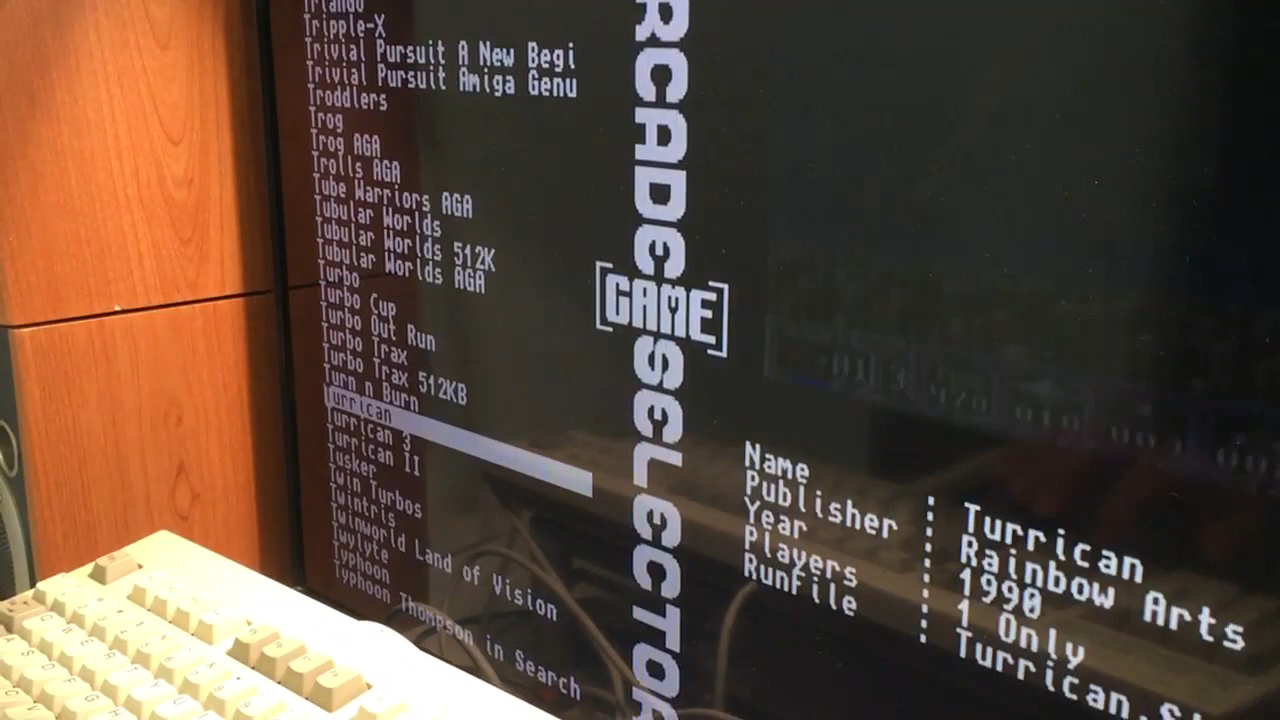 Tripple-X
Trivial Pursuit A New Begi
Trivial Pursuit Amiga Genu
Troddlers
Trog
Trog AGA
Trolls AGA
Tube Warriors AGA
Tubular Worlds
Tubular Worlds 512K
Tubular Worlds AGA
Turbo
Turbo Cup
Turbo Out Run
Turbo Trax
Turbo Trax 512KB
Turn n Burn
Turrican
Turrican 3
Turrican II
Tusker
Twin Turbos
Twintris
Twinworld Land of Vision
Twylyte
Typhoon
Typhoon Thompson in Search
RCADE
[GAME]
SELECTOR
Name : Turrican
Publisher : Rainbow Arts
Year : 1990
Players : 1 Only
RunFile : Turrican.S